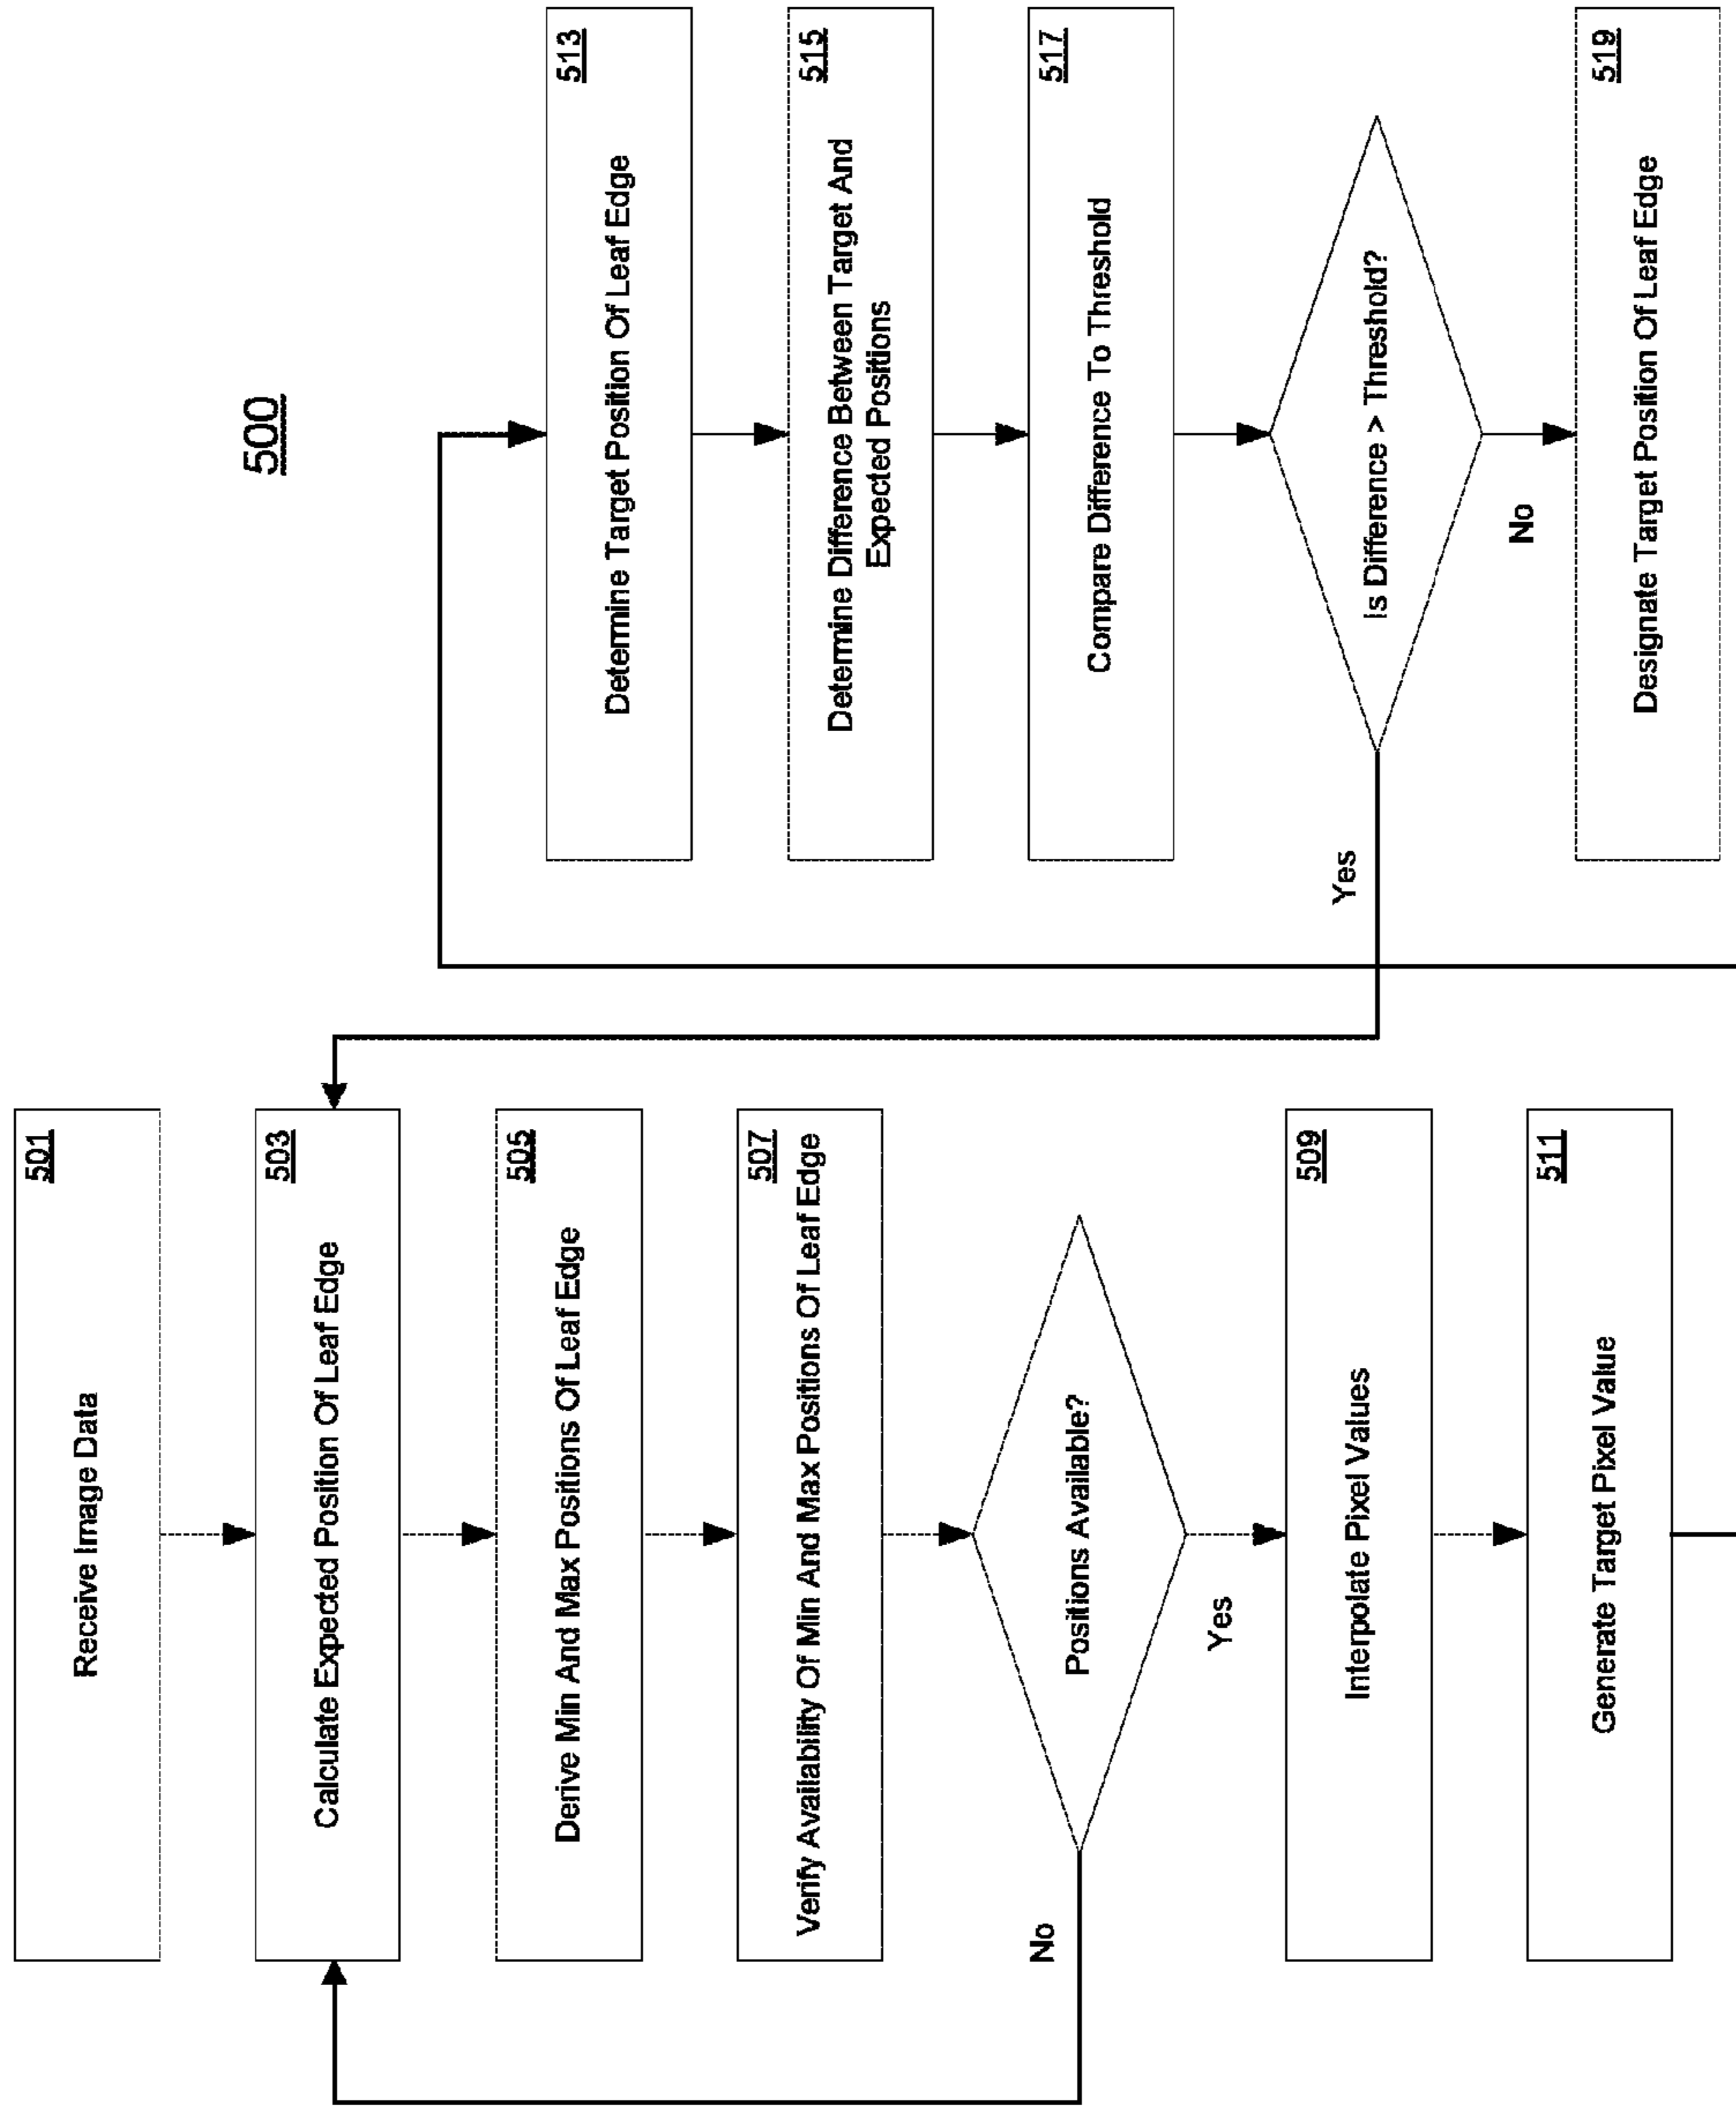 500
501
Receive Image Data
503
Calculate Expected Position Of Leaf Edge
505
Derive Min And Max Positions Of Leaf Edge
507
Verify Availability Of Min And Max Positions Of Leaf Edge
Positions Available?
No
Yes
509
Interpolate Pixel Values
511
Generate Target Pixel Value
513
Determine Target Position Of Leaf Edge
515
Determine Difference Between Target And
Expected Positions
517
Compare Difference To Threshold
Is Difference > Threshold?
Yes
No
519
Designate Target Position Of Leaf Edge